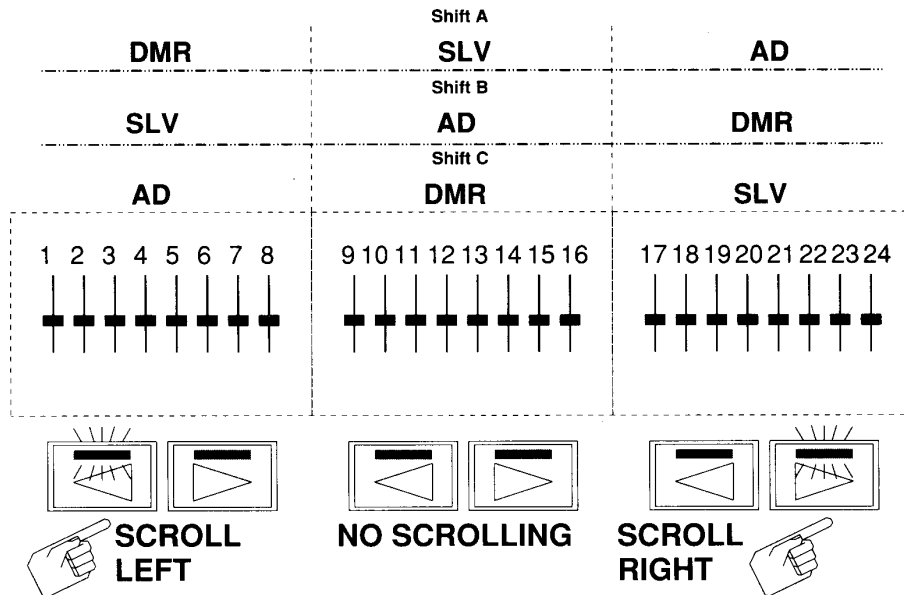 Shift A
DMR SLV AD
Shift B
SLV AD DMR
Shift C
AD DMR SLV
1 2 3 4 5 6 7 8 9 10 11 12 13 14 15 16 17 18 19 20 21 22 23 24
SCROLL LEFT
NO SCROLLING
SCROLL RIGHT